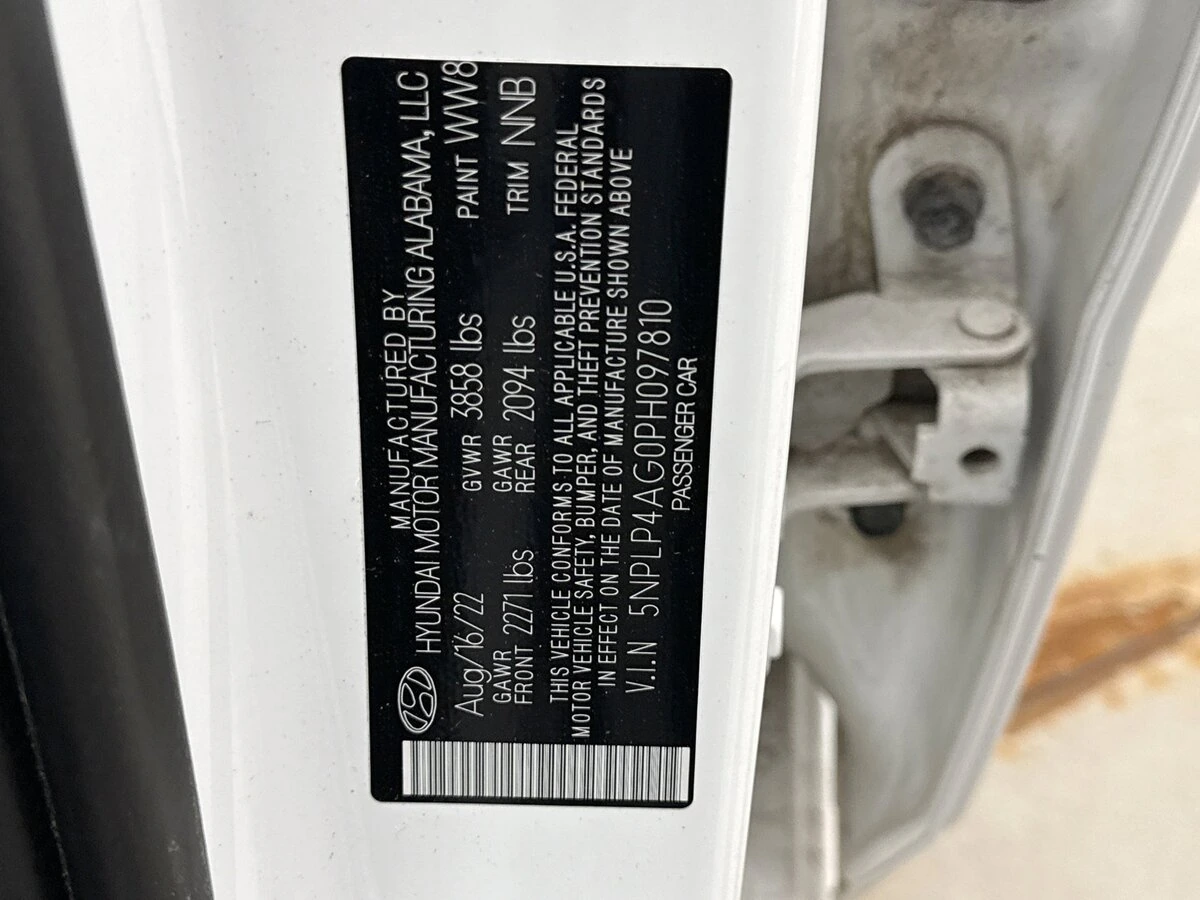 MANUFACTURED BY
HYUNDAI MOTOR MANUFACTURING ALABAMA, LLC
Aug/16/22 GVWR 3858 lbs PAINT WW8
GAWR FRONT 2271 lbs GAWR REAR 2094 lbs TRIM NNB
THIS VEHICLE CONFORMS TO ALL APPLICABLE U.S.A. FEDERAL
MOTOR VEHICLE SAFETY, BUMPER, AND THEFT PREVENTION STANDARDS
IN EFFECT ON THE DATE OF MANUFACTURE SHOWN ABOVE
V.I.N 5NPLP4AG0PH097810
PASSENGER CAR